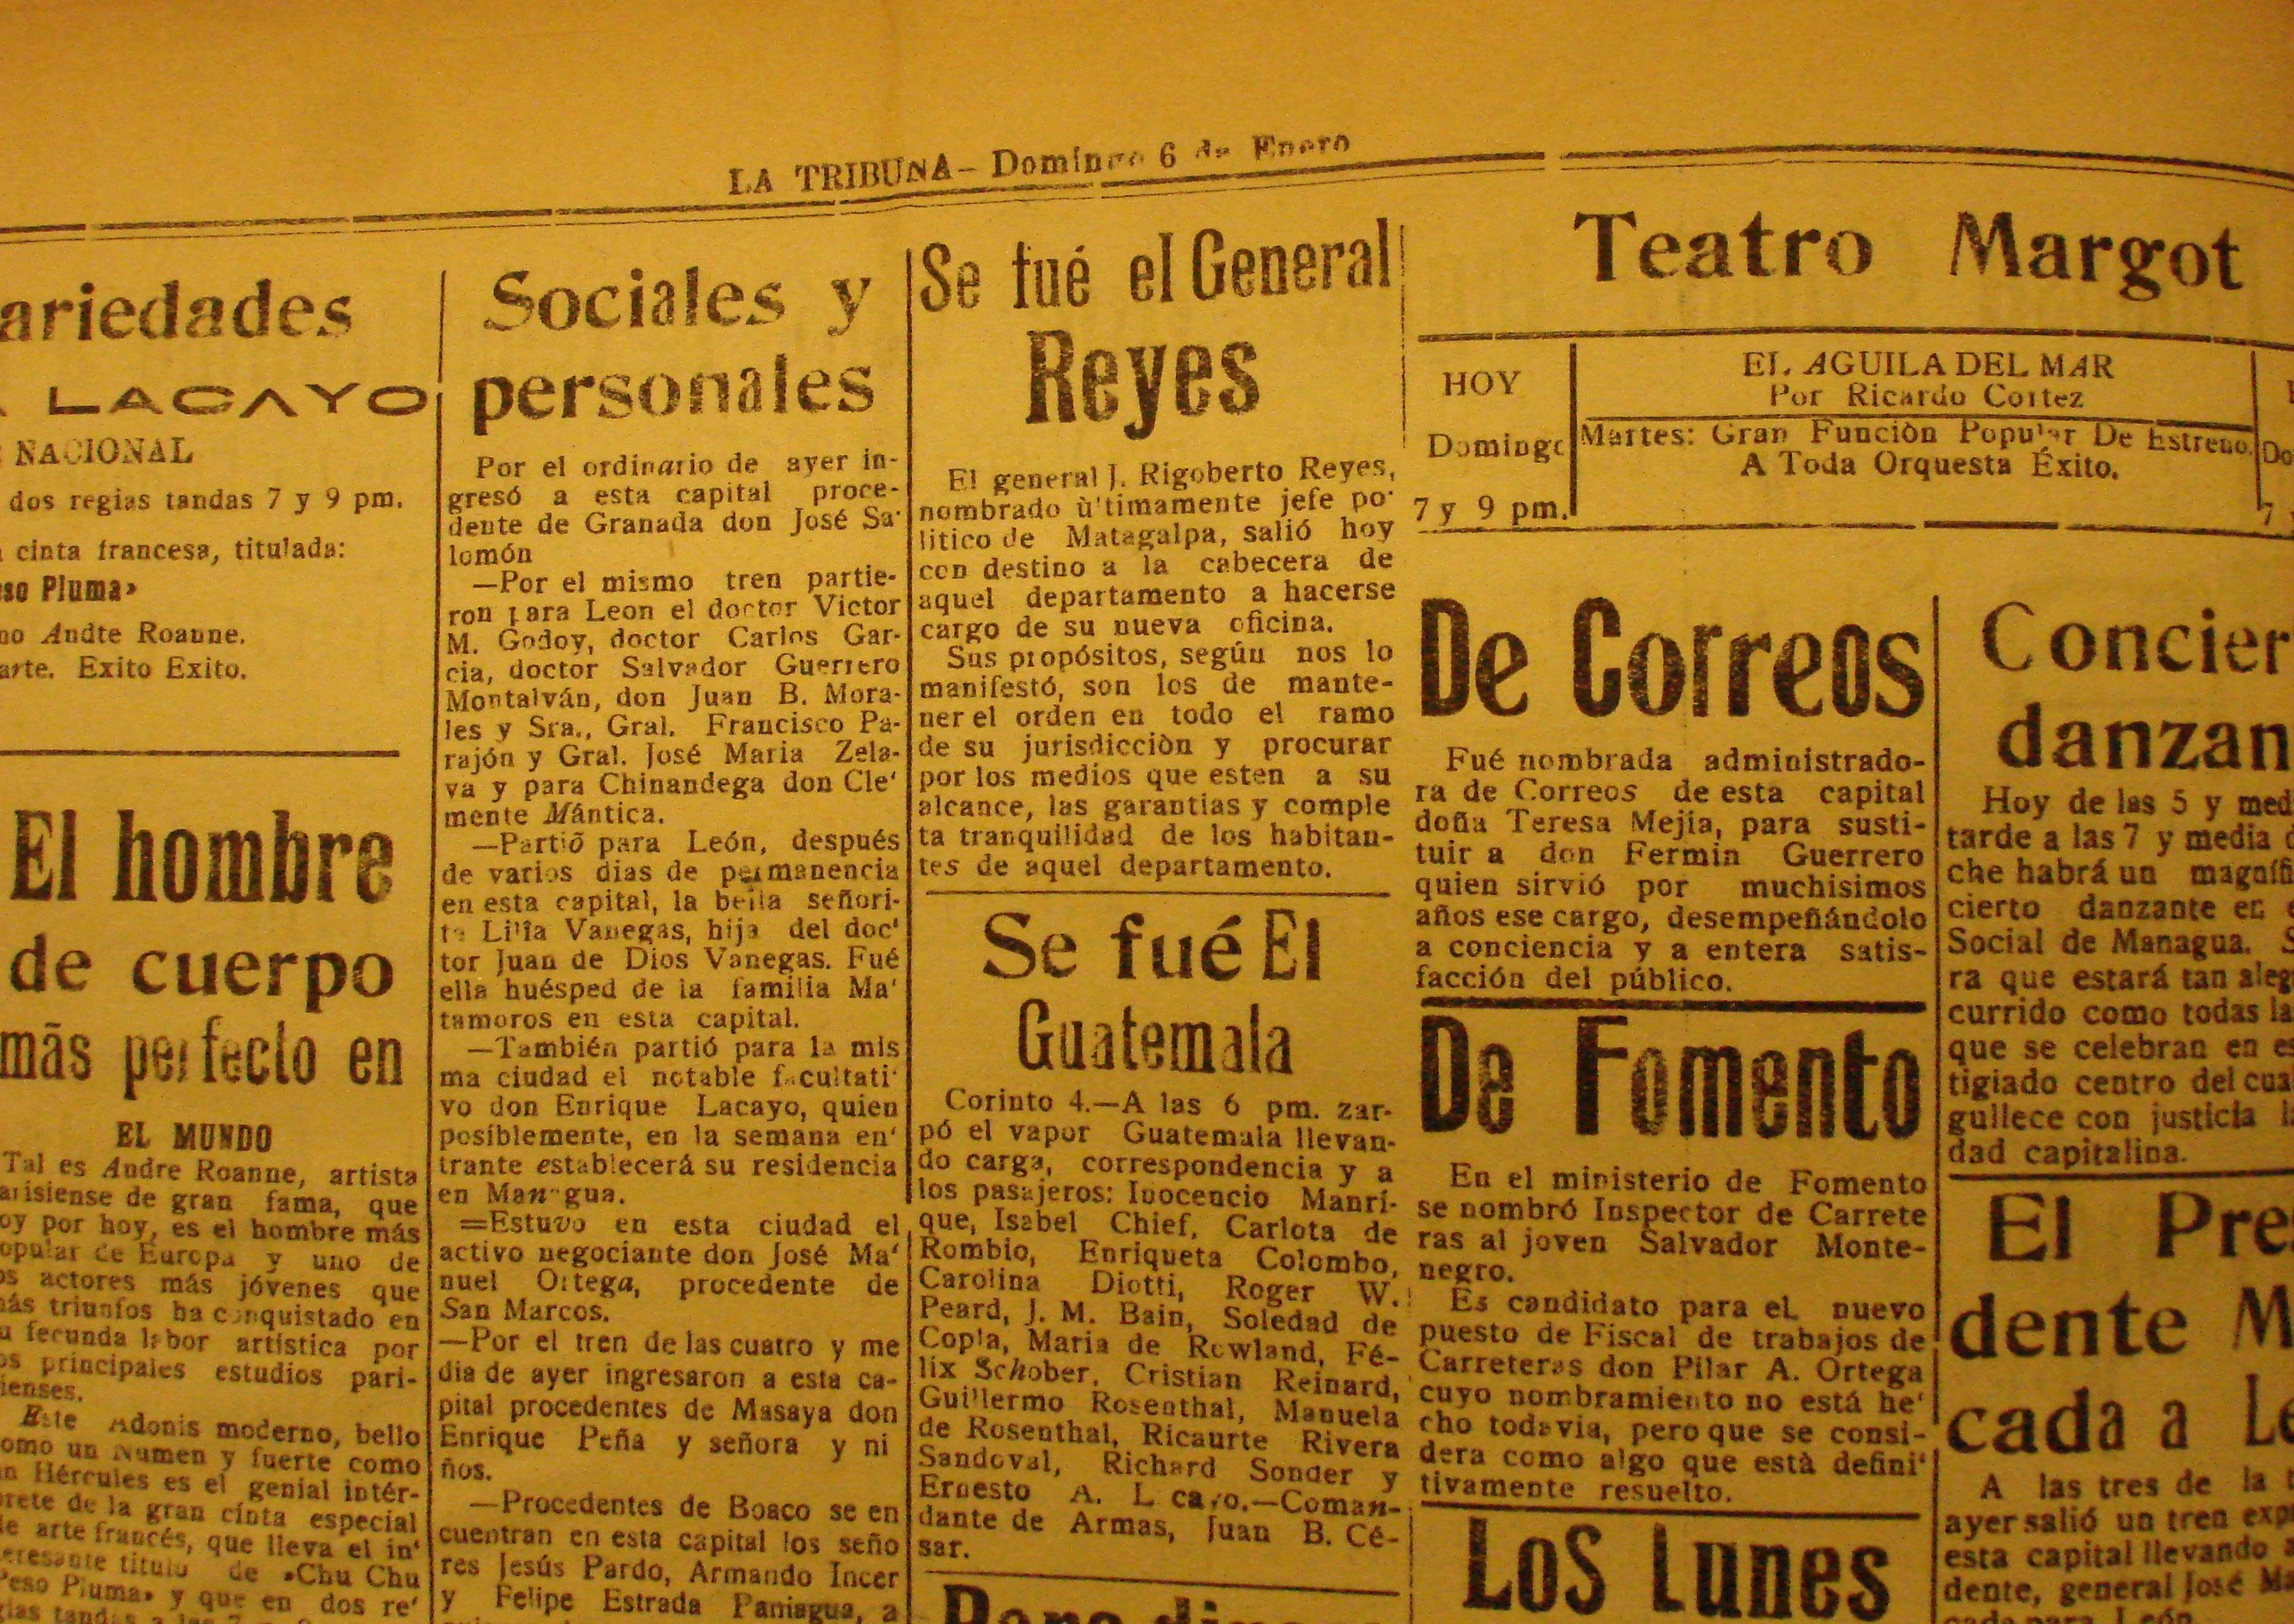 LA TRIBUNA— Domingo 6 de Enero
ariedades
LACAYO
NACIONAL
dos regias tandas 7 y 9 pm.
cinta francesa, titulada:
so Pluma»
no Andte Roanne.
arte. Exito Exito.
El hombre
de cuerpo
más perfecto en
EL MUNDO
Tal es Andre Roanne, artista
arisiense de gran fama, que
oy por hoy, es el hombre más
opular de Europa y uno de
os actores más jóvenes que
más triunfos ha conquistado en
u fecunda labor artistica por
os principales estudios pari-
ienses.
Este Adonis moderno, bello
omo un Numen y fuerte como
n Hércules es el genial intér-
prete de la gran cinta especial
de arte francés, que lleva el in'
eresante titulo de «Chu Chu
Peso Pluma» y que en dos re'
Sociales y
personales
Por el ordinario de ayer in-
gresó a esta capital proce-
dente de Granada don José Sa'
lomón
—Por el mismo tren partie-
ron para Leon el doctor Victor
M. Godoy, doctor Carlos Gar-
cia, doctor Salvador Guerrero
Montalván, don Juan B. Mora-
les y Sra., Gral. Francisco Pa-
rajón y Gral. José Maria Zela-
va y para Chinandega don Cle'
mente Mántica.
—Partió para León, después
de varios dias de permanencia
en esta capital, la bella señori-
ta Lilia Vanegas, hija del doc'
tor Juan de Dios Vanegas. Fué
ella huésped de la familia Ma'
tamoros en esta capital.
—También partió para la mis
ma ciudad el notable facultati'
vo don Enrique Lacayo, quien
posiblemente, en la semana en'
trante establecerá su residencia
en Managua.
=Estuvo en esta ciudad el
activo negociante don José Ma'
nuel Ortega, procedente de
San Marcos.
—Por el tren de las cuatro y me
dia de ayer ingresaron a esta ca-
pital procedentes de Masaya don
Enrique Peña y señora y ni
ños.
—Procedentes de Boaco se en
cuentran en esta capital los seño
res Jesús Pardo, Armando Incer
y Felipe Estrada Paniagua, a
Se fué el General
Reyes
El general J. Rigoberto Reyes,
nombrado ù'timamente jefe po'
litico de Matagalpa, salió hoy
con destino a la cabecera de
aquel departamento a hacerse
cargo de su nueva oficina.
Sus propósitos, según nos lo
manifestó, son los de mante-
ner el orden en todo el ramo
de su jurisdicciòn y procurar
por los medios que esten a su
alcance, las garantias y comple
ta tranquilidad de los habitan-
tes de aquel departamento.
Se fué El
Guatemala
Corinto 4.—A las 6 pm. zar-
pó el vapor Guatemala llevan-
do carga, correspondencia y a
los pasajeros: Inocencio Manrí-
que, Isabel Chief, Carlota de
Rombio, Enriqueta Colombo,
Carolina Diotti, Roger W.
Peard, J. M. Bain, Soledad de
Copla, Maria de Rowland, Fé-
lix Schober, Cristian Reinard,
Guillermo Rosenthal, Manuela
de Rosenthal, Ricaurte Rivera
Sandoval, Richard Sonder y
Ernesto A. L cayo.—Coman-
dante de Armas, Juan B. Cé-
sar.
Teatro Margot
HOY
Domingo
7 y 9 pm.
EL AGUILA DEL MAR
Por Ricardo Cortez
Martes: Gran Funciòn Popular De Estreno.
A Toda Orquesta Éxito.
Do
7
De Correos
Fué nombrada administrado-
ra de Correos de esta capital
doña Teresa Mejia, para susti-
tuir a don Fermin Guerrero
quien sirvió por muchisimos
años ese cargo, desempeñándolo
a conciencia y a entera satis-
facción del público.
De Fomento
En el ministerio de Fomento
se nombró Inspector de Carrete
ras al joven Salvador Monte-
negro.
Es candidato para eL nuevo
puesto de Fiscal de trabajos de
Carreteras don Pilar A. Ortega
cuyo nombramiento no está he'
cho todavia, pero que se consi-
dera como algo que està defini'
tivamente resuelto.
LoS Lunes
Concier
danzan
Hoy de las 5 y med
tarde a las 7 y media
che habrá un magnífi
cierto danzante en
Social de Managua. S
ra que estará tan aleg
currido como todas la
que se celebran en es
tigiado centro del cua
gullece con justicia l
dad capitalina.
El Pre
dente M
cada a Le
A las tres de la
ayer salió un tren exp
esta capital llevando
dente, general José Ma